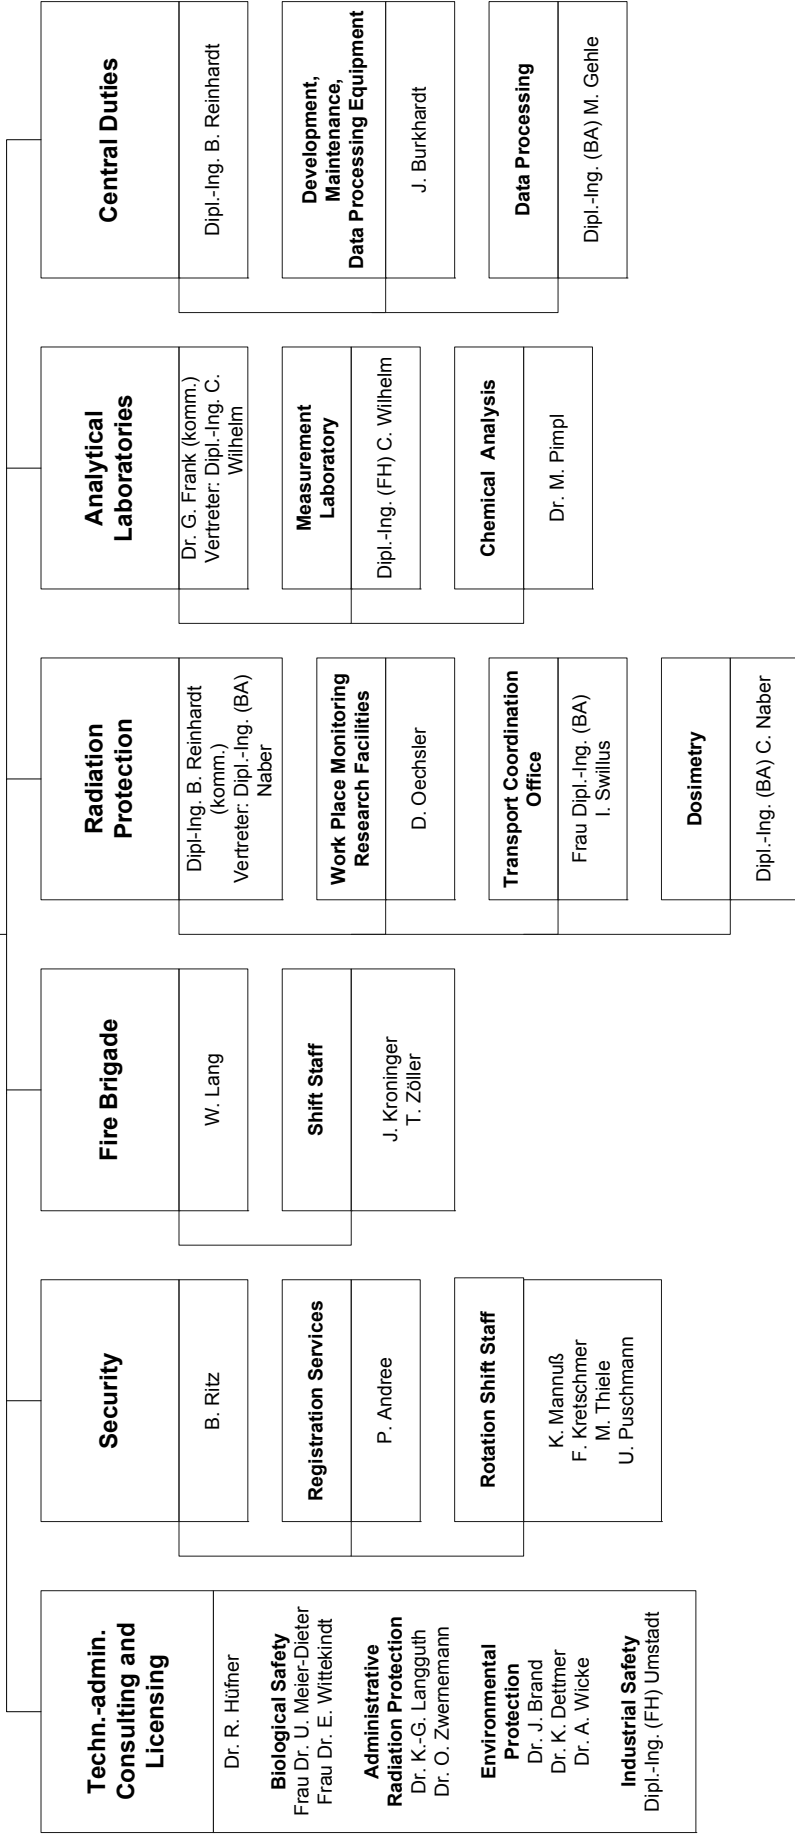 Techn.-admin.
Consulting and
Licensing
Dr. R. Hüfner
Biological Safety
Frau Dr. U. Meier-Dieter
Frau Dr. E. Wittekindt
Administrative
Radiation Protection
Dr. K.-G. Langguth
Dr. O. Zwernemann
Environmental
Protection
Dr. J. Brand
Dr. K. Dettmer
Dr. A. Wicke
Industrial Safety
Dipl.-Ing. (FH) Umstadt
Security
B. Ritz
Registration Services
P. Andree
Rotation Shift Staff
K. Mannuß
F. Kretschmer
M. Thiele
U. Puschmann
Fire Brigade
W. Lang
Shift Staff
J. Kroninger
T. Zöller
Radiation
Protection
Dipl-Ing. B. Reinhardt
(komm.)
Vertreter: Dipl.-Ing. (BA)
Naber
Work Place Monitoring
Research Facilities
D. Oechsler
Transport Coordination
Office
Frau Dipl.-Ing. (BA)
I. Swillus
Dosimetry
Dipl.-Ing. (BA) C. Naber
Analytical
Laboratories
Dr. G. Frank (komm.)
Vertreter: Dipl.-Ing. C.
Wilhelm
Measurement
Laboratory
Dipl.-Ing. (FH) C. Wilhelm
Chemical Analysis
Dr. M. Pimpl
Central Duties
Dipl.-Ing. B. Reinhardt
Development,
Maintenance,
Data Processing Equipment
J. Burkhardt
Data Processing
Dipl.-Ing. (BA) M. Gehle